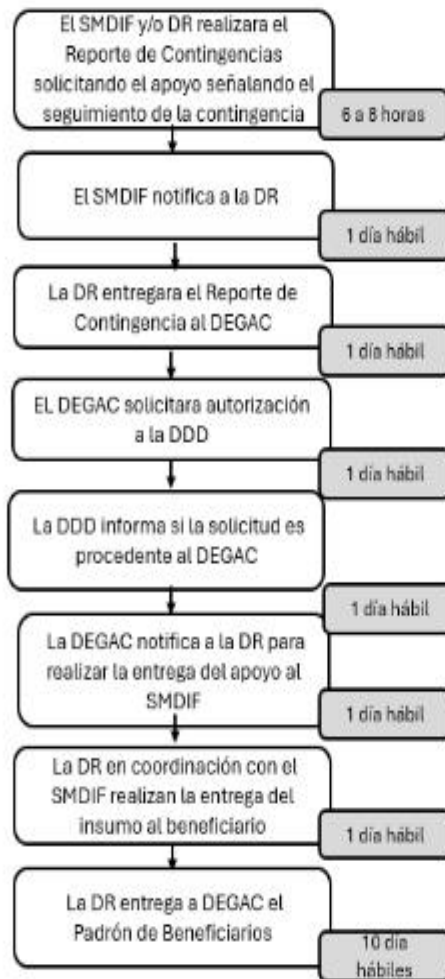 El SMDIF y/o DR realizara el
Reporte de Contingencias
solicitando el apoyo señalando el
seguimiento de la contingencia
6 a 8 horas
El SMDIF notifica a la DR
1 día hábil
La DR entregara el Reporte de
Contingencia al DEGAC
1 día hábil
EL DEGAC solicitara autorización
a la DDD
1 día hábil
La DDD informa si la solicitud es
procedente al DEGAC
1 día hábil
La DEGAC notifica a la DR para
realizar la entrega del apoyo al
SMDIF
1 día hábil
La DR en coordinación con el
SMDIF realizan la entrega del
insumo al beneficiario
1 día hábil
La DR entrega a DEGAC el
Padrón de Beneficiarios
10 día
hábiles